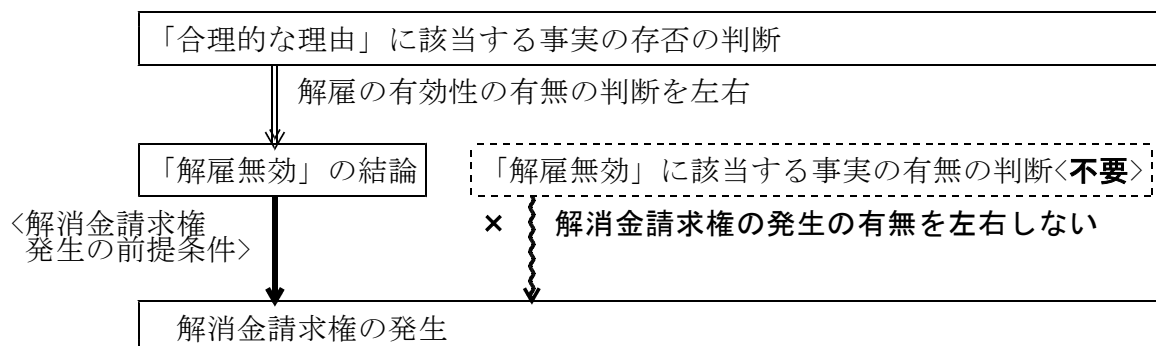 「合理的な理由」に該当する事実の存否の判断
解雇の有効性の有無の判断を左右
「解雇無効」の結論
「解雇無効」に該当する事実の有無の判断<不要>
<解消金請求権
発生の前提条件>
× 解消金請求権の発生の有無を左右しない
解消金請求権の発生